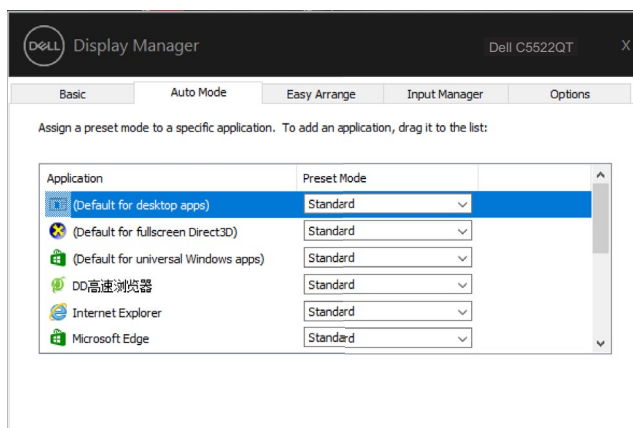 DELL Display Manager Dell C5522QT X
Basic Auto Mode Easy Arrange Input Manager Options
Assign a preset mode to a specific application. To add an application, drag it to the list:
Application Preset Mode
(Default for desktop apps) Standard
(Default for fullscreen Direct3D) Standard
(Default for universal Windows apps) Standard
DD高速浏览器 Standard
Internet Explorer Standard
Microsoft Edge Standard